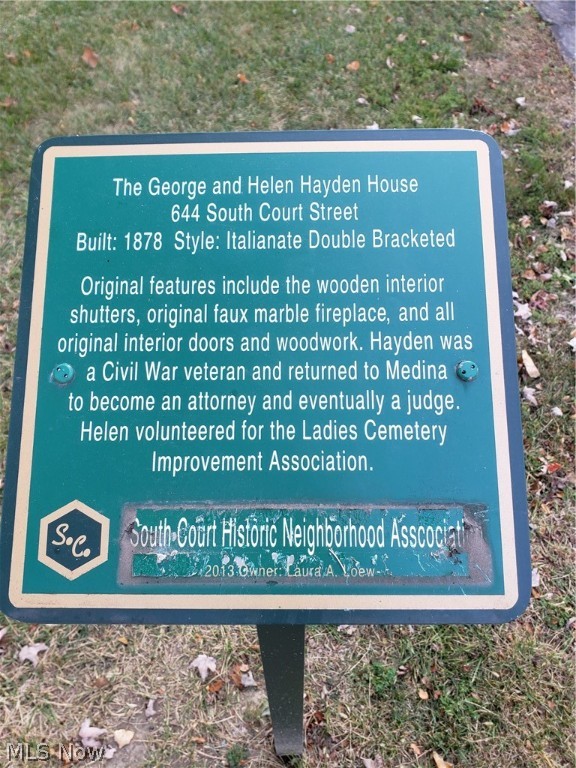 The George and Helen Hayden House
644 South Court Street
Built: 1878 Style: Italianate Double Bracketed
Original features include the wooden interior
shutters, original faux marble fireplace, and all
original interior doors and woodwork. Hayden was
a Civil War veteran and returned to Medina
to become an attorney and eventually a judge.
Helen volunteered for the Ladies Cemetery
Improvement Association.
S.C.
South Court Historic Neighborhood Asscociati
2013 Owner: Laura A. Loew
MLS Now